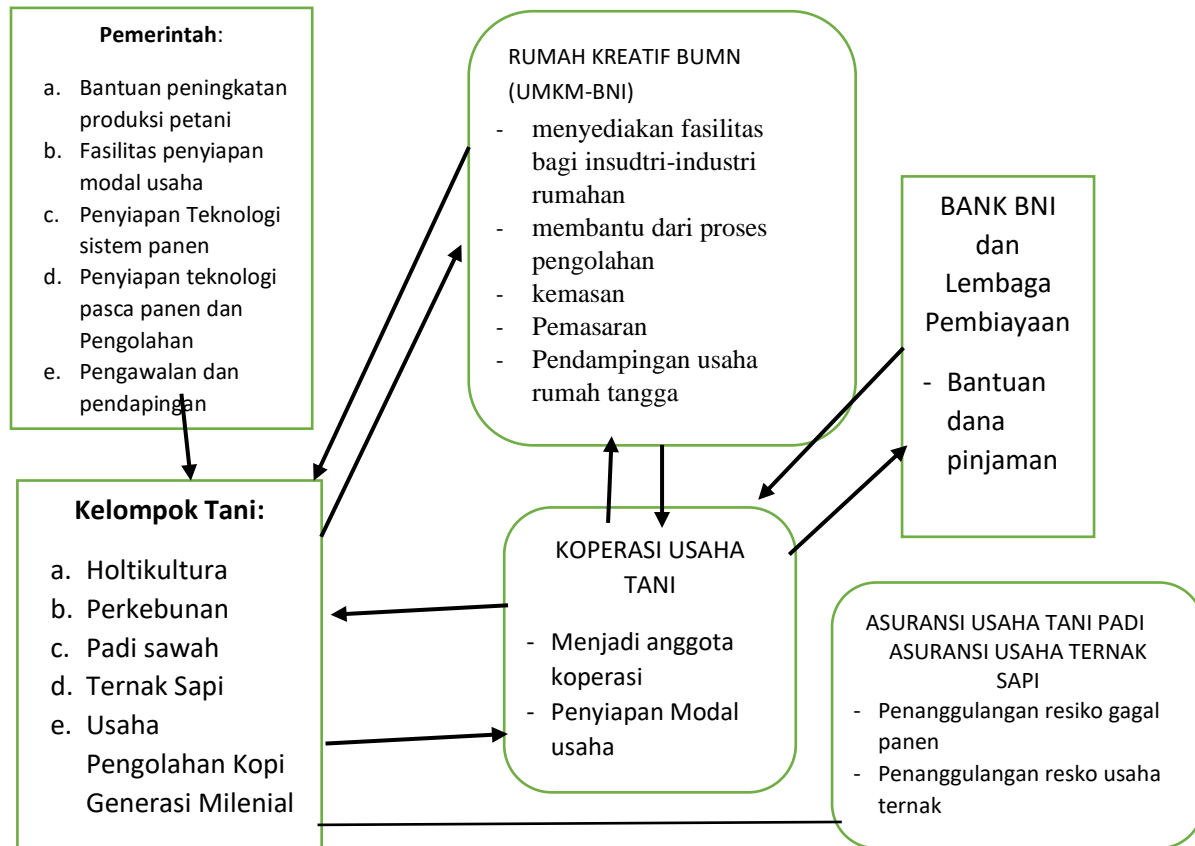 Pemerintah:
a. Bantuan peningkatan
produksi petani
b. Fasilitas penyiapan
modal usaha
c. Penyiapan Teknologi
sistem panen
d. Penyiapan teknologi
pasca panen dan
Pengolahan
e. Pengawalan dan
pendapingan
RUMAH KREATIF BUMN
(UMKM-BNI)
- menyediakan fasilitas
bagi insudtri-industri
rumahan
- membantu dari proses
pengolahan
- kemasan
- Pemasaran
- Pendampingan usaha
rumah tangga
BANK BNI
dan
Lembaga
Pembiayaan
- Bantuan
dana
pinjaman
Kelompok Tani:
a. Holtikultura
b. Perkebunan
c. Padi sawah
d. Ternak Sapi
e. Usaha
Pengolahan Kopi
Generasi Milenial
KOPERASI USAHA
TANI
- Menjadi anggota
koperasi
- Penyiapan Modal
usaha
ASURANSI USAHA TANI PADI
ASURANSI USAHA TERNAK
SAPI
- Penanggulangan resiko gagal
panen
- Penanggulangan resko usaha
ternak